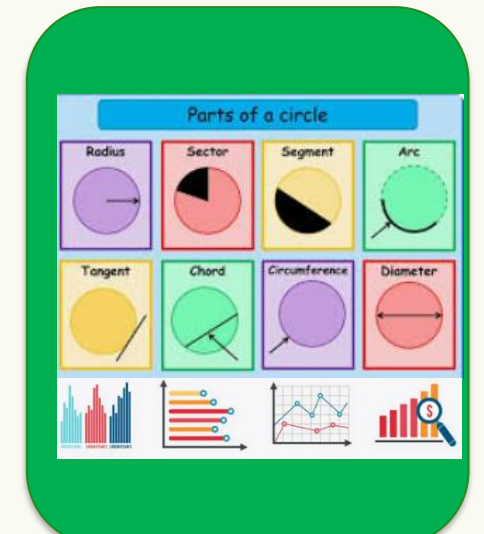 Parts of a circle
Radius Sector Segment Arc
Tangent Chord Circumference Diameter
$